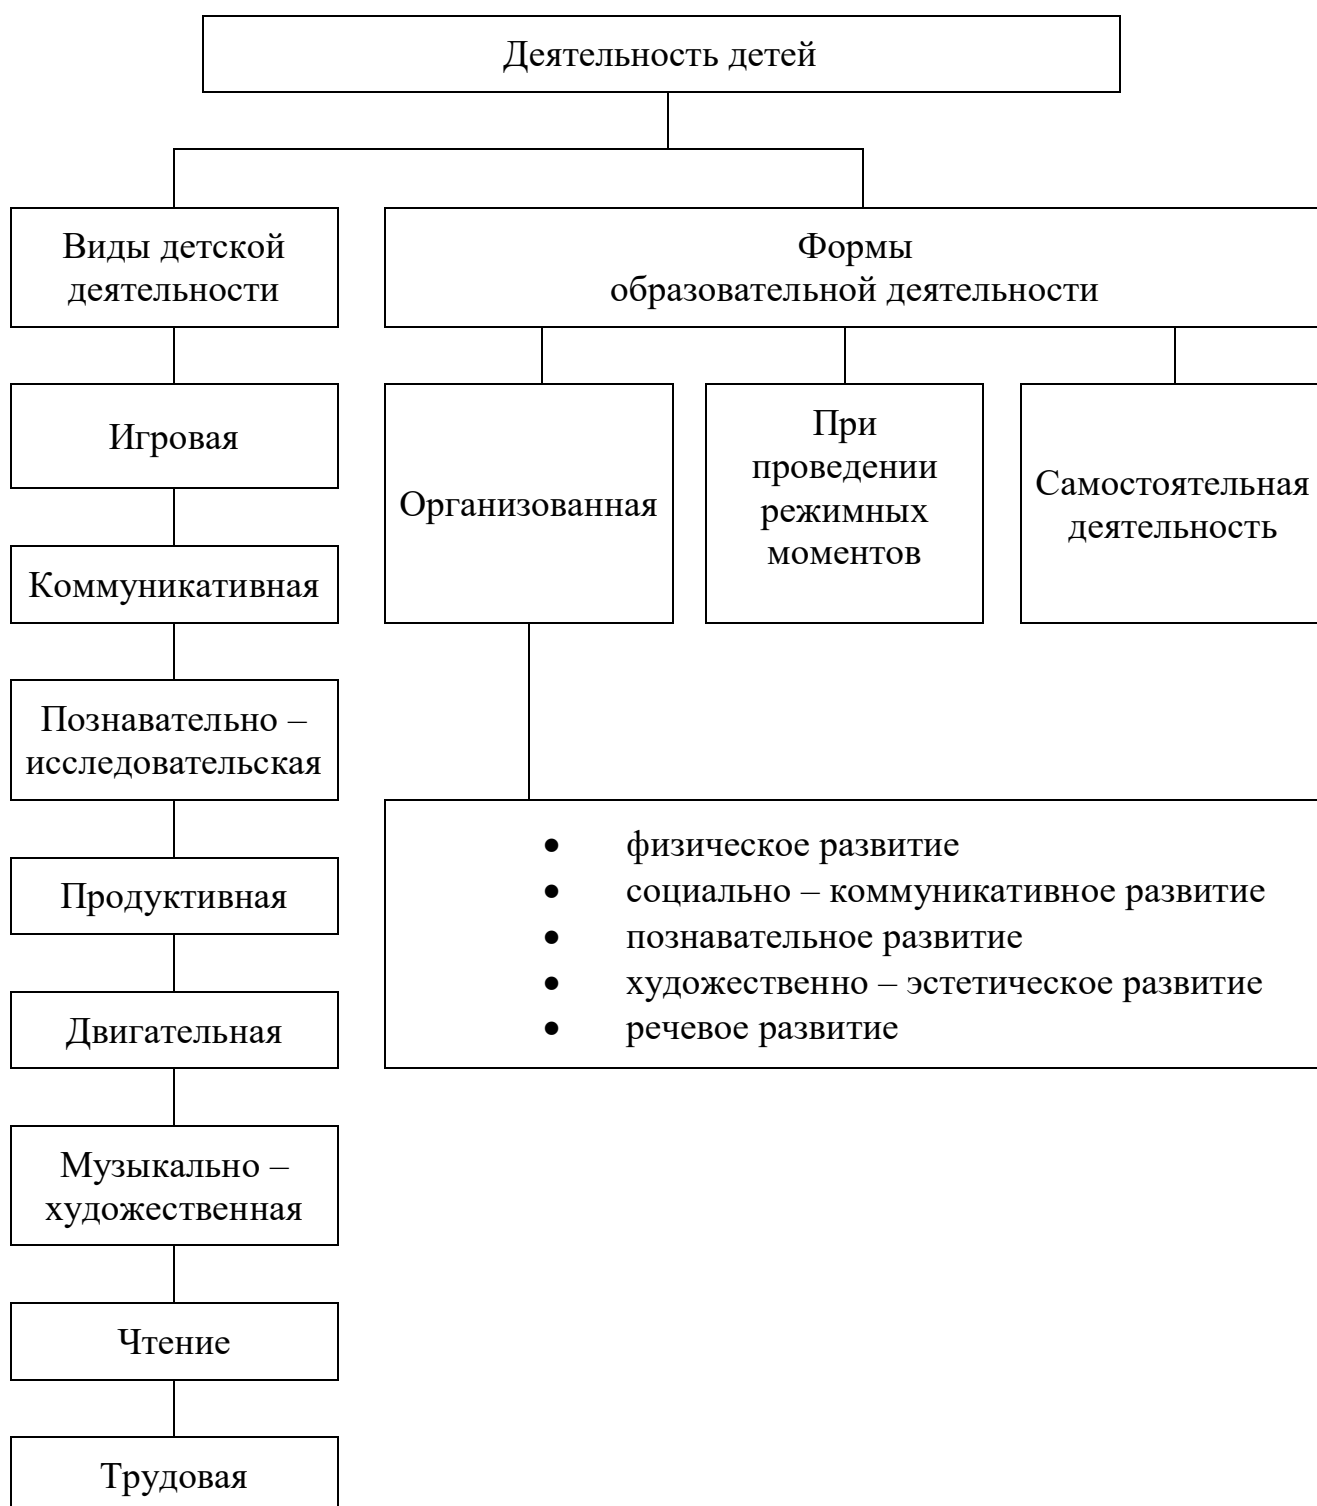 Деятельность детей
Виды детской
деятельности
Формы
образовательной деятельности
Игровая
Коммуникативная
Познавательно –
исследовательская
Продуктивная
Двигательная
Музыкально –
художественная
Чтение
Трудовая
Организованная
При
проведении
режимных
моментов
Самостоятельная
деятельность
• физическое развитие
• социально – коммуникативное развитие
• познавательное развитие
• художественно – эстетическое развитие
• речевое развитие